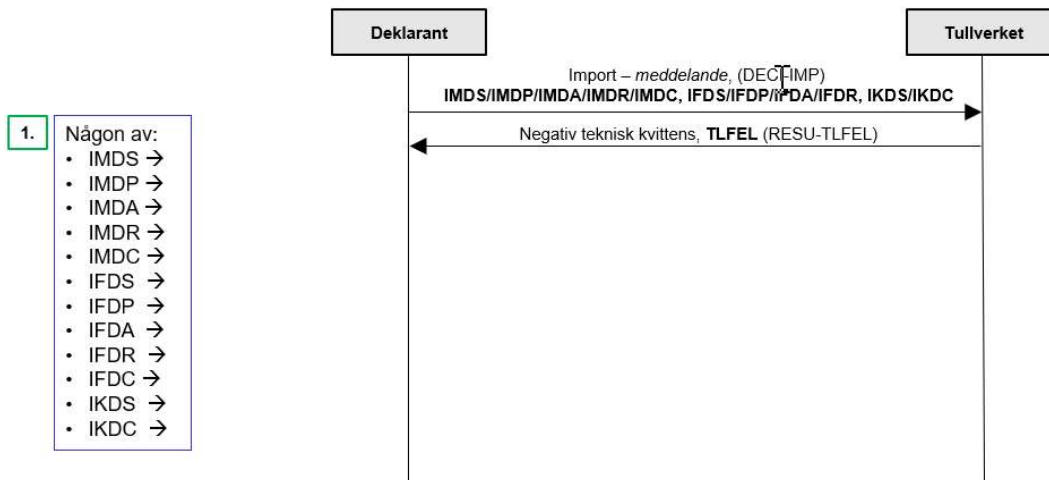 Deklarant
Tullverket
Import – meddelande, (DECL-IMP)
IMDS/IMDP/IMDA/IMDR/IMDC, IFDS/IFDP/IFDA/IFDR, IKDS/IKDC
Negativ teknisk kvittens, TLFEL (RESU-TLFEL)
1.
Någon av:
• IMDS →
• IMDP →
• IMDA →
• IMDR →
• IMDC →
• IFDS →
• IFDP →
• IFDA →
• IFDR →
• IFDC →
• IKDS →
• IKDC →